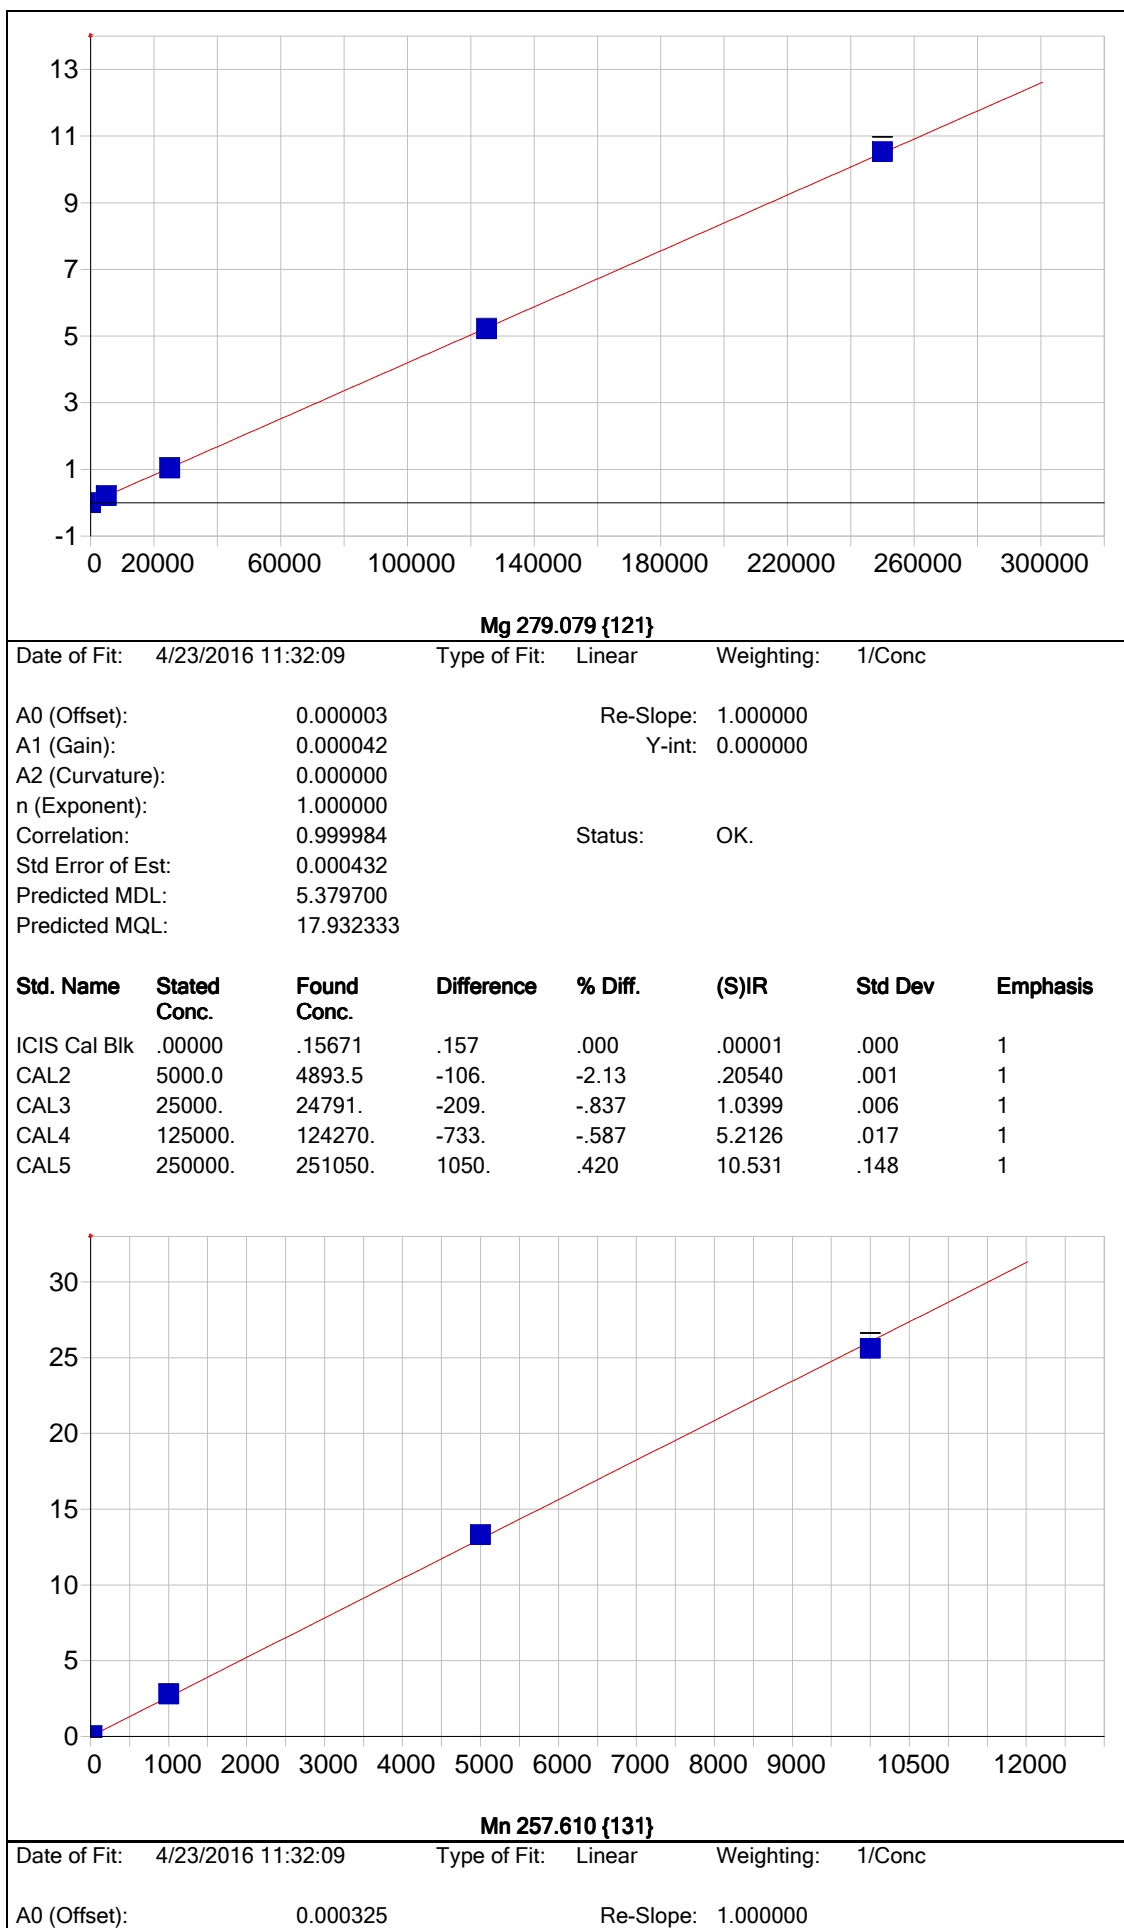 13
11
9
7
5
3
1
-1
0 20000 60000 100000 140000 180000 220000 260000 300000
Mg 279.079 {121}
Date of Fit: 4/23/2016 11:32:09 Type of Fit: Linear Weighting: 1/Conc
A0 (Offset): 0.000003 Re-Slope: 1.000000
A1 (Gain): 0.000042 Y-int: 0.000000
A2 (Curvature): 0.000000
n (Exponent): 1.000000
Correlation: 0.999984 Status: OK.
Std Error of Est: 0.000432
Predicted MDL: 5.379700
Predicted MQL: 17.932333
Std. Name Stated Found Difference % Diff. (S)IR Std Dev Emphasis
Conc. Conc.
ICIS Cal Blk .00000 .15671 .157 .000 .00001 .000 1
CAL2 5000.0 4893.5 -106. -2.13 .20540 .001 1
CAL3 25000. 24791. -209. -.837 1.0399 .006 1
CAL4 125000. 124270. -733. -.587 5.2126 .017 1
CAL5 250000. 251050. 1050. .420 10.531 .148 1
30
25
20
15
10
5
0
0 1000 2000 3000 4000 5000 6000 7000 8000 9000 10500 12000
Mn 257.610 {131}
Date of Fit: 4/23/2016 11:32:09 Type of Fit: Linear Weighting: 1/Conc
A0 (Offset): 0.000325 Re-Slope: 1.000000